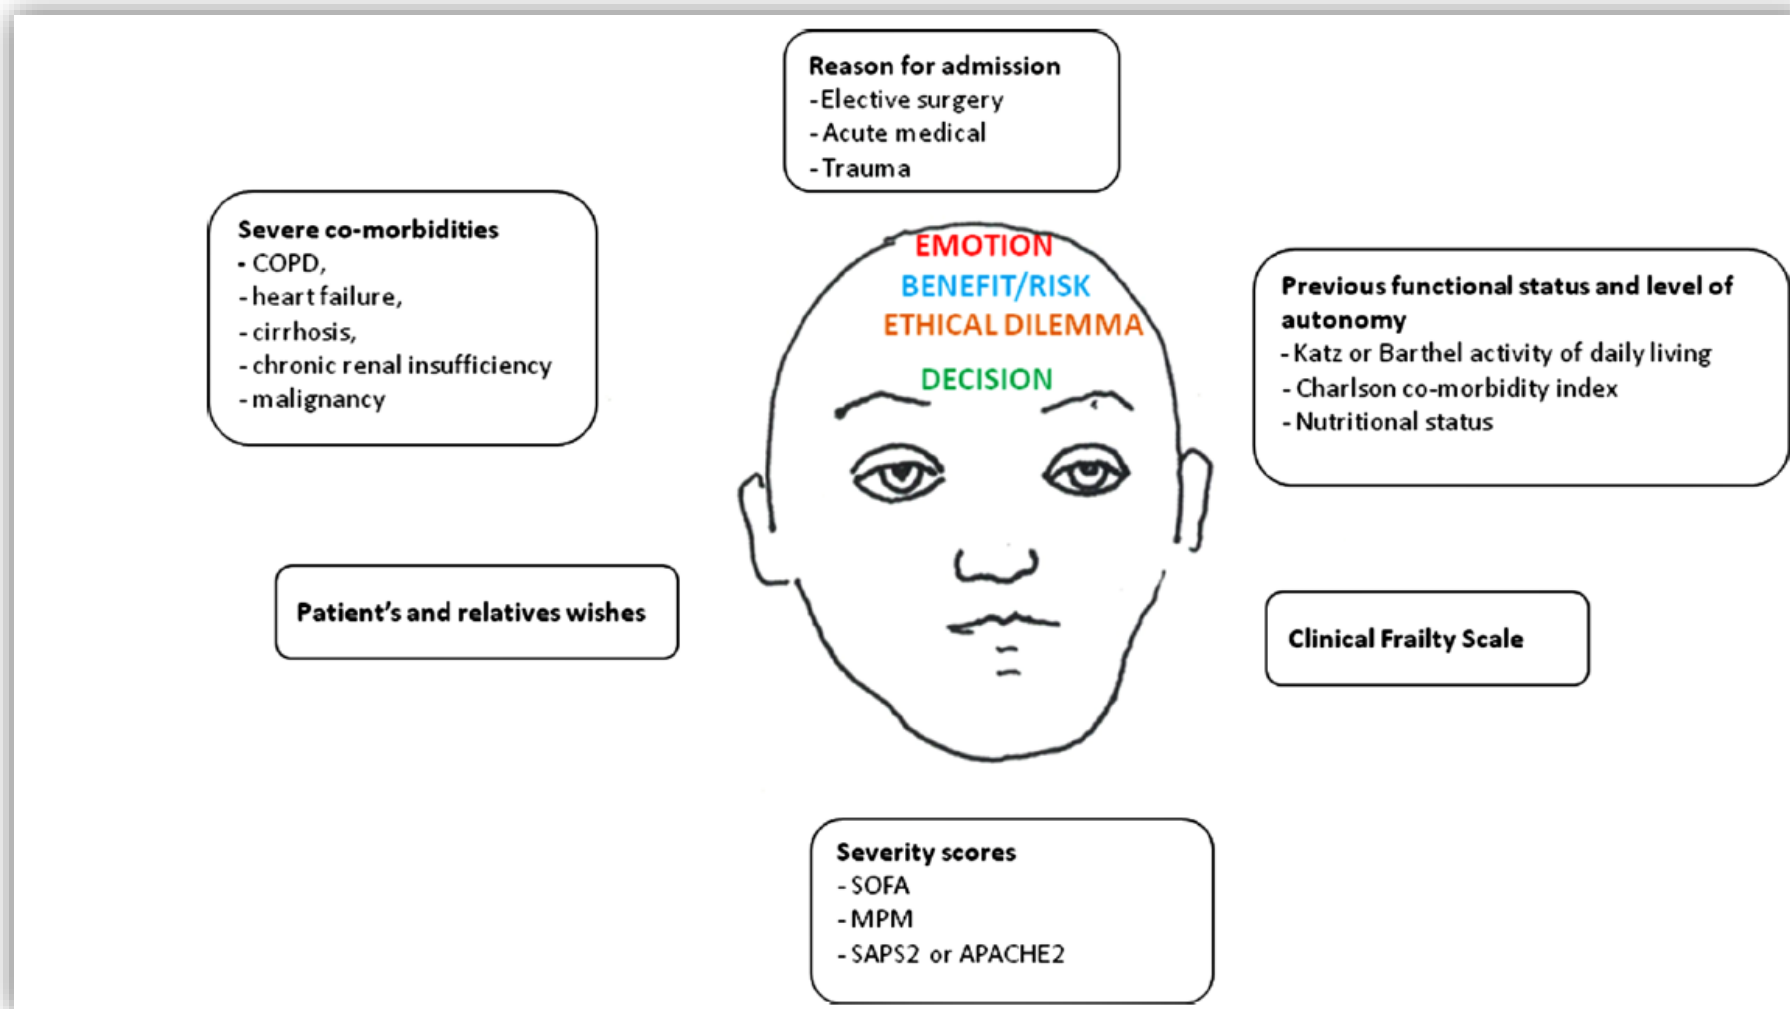 Reason for admission
-Elective surgery
- Acute medical
- Trauma
Severe co-morbidities
- COPD,
- heart failure,
- cirrhosis,
- chronic renal insufficiency
- malignancy
EMOTION
BENEFIT/RISK
ETHICAL DILEMMA
DECISION
Previous functional status and level of
autonomy
- Katz or Barthel activity of daily living
- Charlson co-morbidity index
- Nutritional status
Patient’s and relatives wishes
Clinical Frailty Scale
Severity scores
- SOFA
- MPM
- SAPS2 or APACHE2